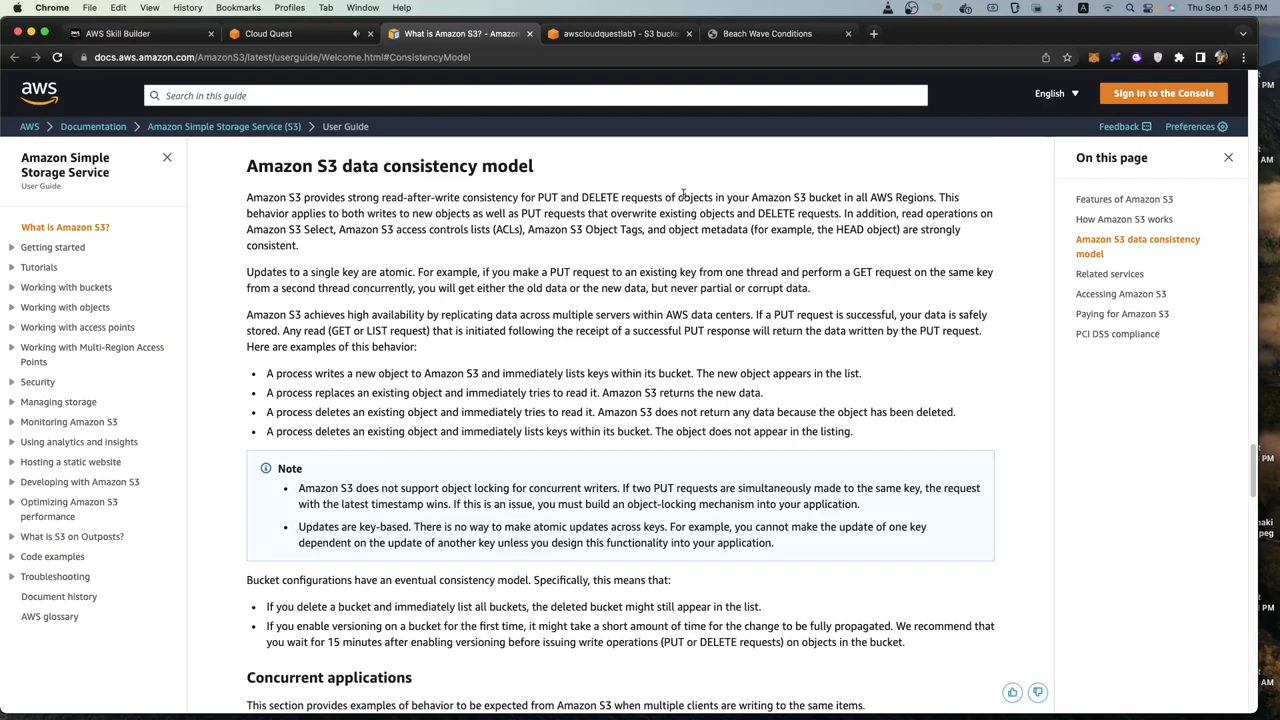 Chrome File Edit View History Bookmarks Profiles Tab Window Help Thu Sep 1 5:45 PM
AWS Skill Builder Cloud Quest What is Amazon S3? - Amazon awscloudquestlab1 - S3 bucke Beach Wave Conditions
docs.aws.amazon.com/AmazonS3/latest/userguide/Welcome.html#ConsistencyModel
aws Search in this guide English Sign In to the Console
AWS Documentation Amazon Simple Storage Service (S3) User Guide Feedback Preferences
Amazon Simple
Storage Service
User Guide
What is Amazon S3?
Getting started
Tutorials
Working with buckets
Working with objects
Working with access points
Working with Multi-Region Access
Points
Security
Managing storage
Monitoring Amazon S3
Using analytics and insights
Hosting a static website
Developing with Amazon S3
Optimizing Amazon S3
performance
What is S3 on Outposts?
Code examples
Troubleshooting
Document history
AWS glossary
Amazon S3 data consistency model
Amazon S3 provides strong read-after-write consistency for PUT and DELETE requests of objects in your Amazon S3 bucket in all AWS Regions. This
behavior applies to both writes to new objects as well as PUT requests that overwrite existing objects and DELETE requests. In addition, read operations on
Amazon S3 Select, Amazon S3 access controls lists (ACLs), Amazon S3 Object Tags, and object metadata (for example, the HEAD object) are strongly
consistent.
Updates to a single key are atomic. For example, if you make a PUT request to an existing key from one thread and perform a GET request on the same key
from a second thread concurrently, you will get either the old data or the new data, but never partial or corrupt data.
Amazon S3 achieves high availability by replicating data across multiple servers within AWS data centers. If a PUT request is successful, your data is safely
stored. Any read (GET or LIST request) that is initiated following the receipt of a successful PUT response will return the data written by the PUT request.
Here are examples of this behavior:
• A process writes a new object to Amazon S3 and immediately lists keys within its bucket. The new object appears in the list.
• A process replaces an existing object and immediately tries to read it. Amazon S3 returns the new data.
• A process deletes an existing object and immediately tries to read it. Amazon S3 does not return any data because the object has been deleted.
• A process deletes an existing object and immediately lists keys within its bucket. The object does not appear in the listing.
Note
• Amazon S3 does not support object locking for concurrent writers. If two PUT requests are simultaneously made to the same key, the request
with the latest timestamp wins. If this is an issue, you must build an object-locking mechanism into your application.
• Updates are key-based. There is no way to make atomic updates across keys. For example, you cannot make the update of one key
dependent on the update of another key unless you design this functionality into your application.
Bucket configurations have an eventual consistency model. Specifically, this means that:
• If you delete a bucket and immediately list all buckets, the deleted bucket might still appear in the list.
• If you enable versioning on a bucket for the first time, it might take a short amount of time for the change to be fully propagated. We recommend that
you wait for 15 minutes after enabling versioning before issuing write operations (PUT or DELETE requests) on objects in the bucket.
Concurrent applications
This section provides examples of behavior to be expected from Amazon S3 when multiple clients are writing to the same items.
On this page
Features of Amazon S3
How Amazon S3 works
Amazon S3 data consistency
model
Related services
Accessing Amazon S3
Paying for Amazon S3
PCI DSS compliance